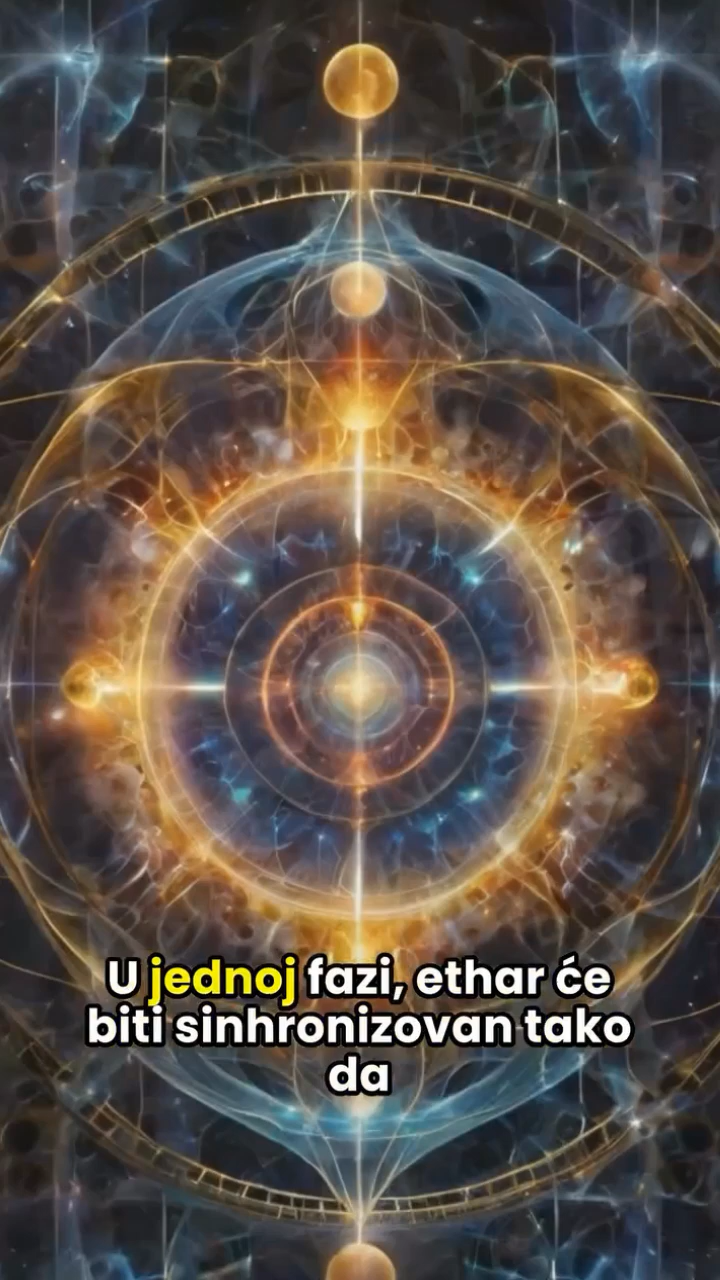 U jednoj fazi, ethar će
biti sinhronizovan tako
da